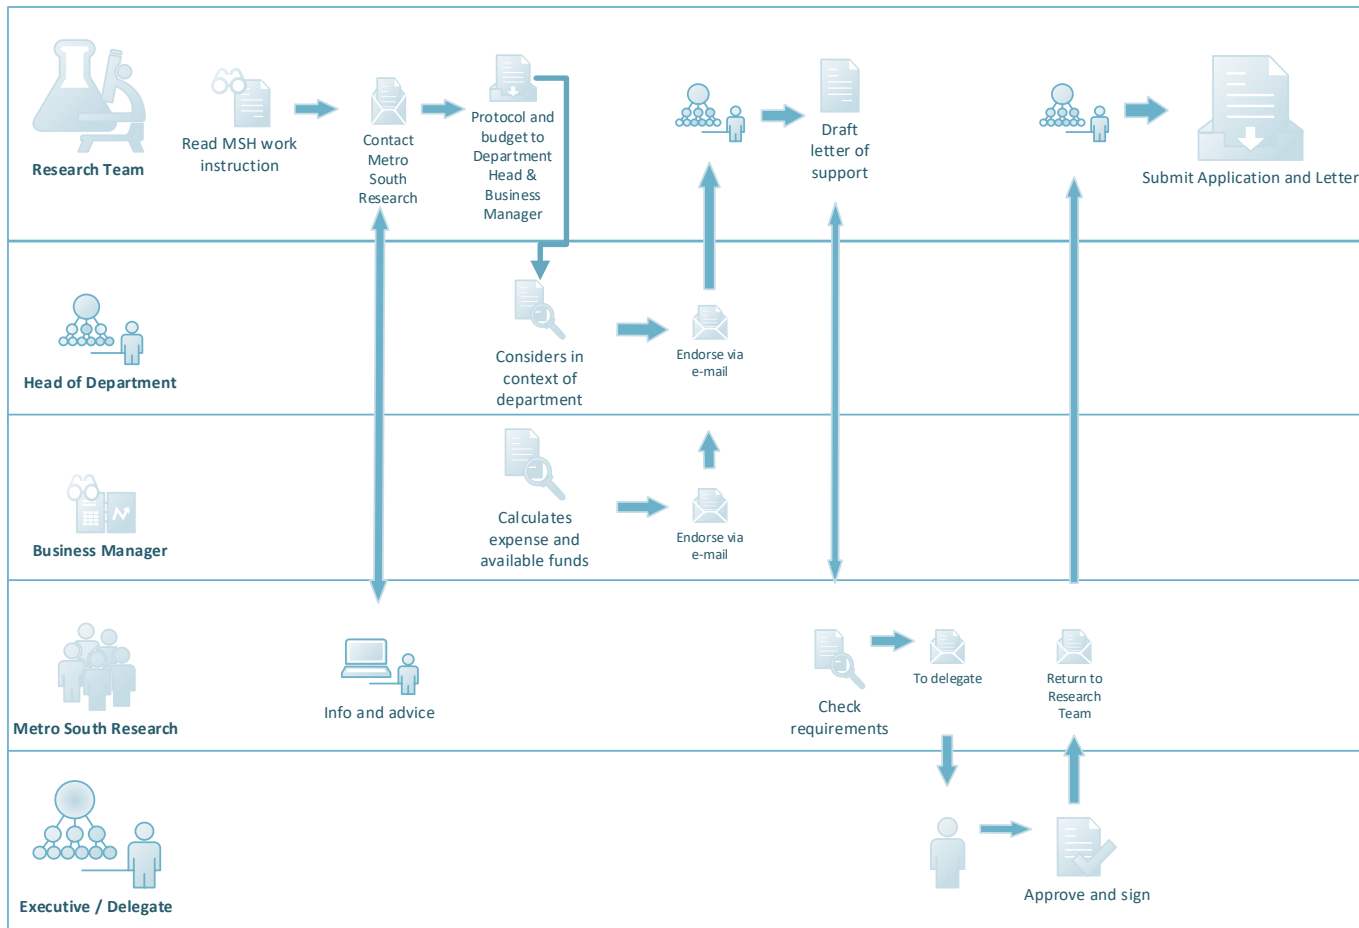 Research Team
Read MSH work
instruction
Contact
Metro
South
Research
Protocol and
budget to
Department
Head &
Business
Manager
Draft
letter of
support
Submit Application and Letter
Head of Department
Considers in
context of
department
Endorse via
e-mail
Business Manager
Calculates
expense and
available funds
Endorse via
e-mail
Metro South Research
Info and advice
Check
requirements
To delegate
Return to
Research
Team
Executive / Delegate
Approve and sign